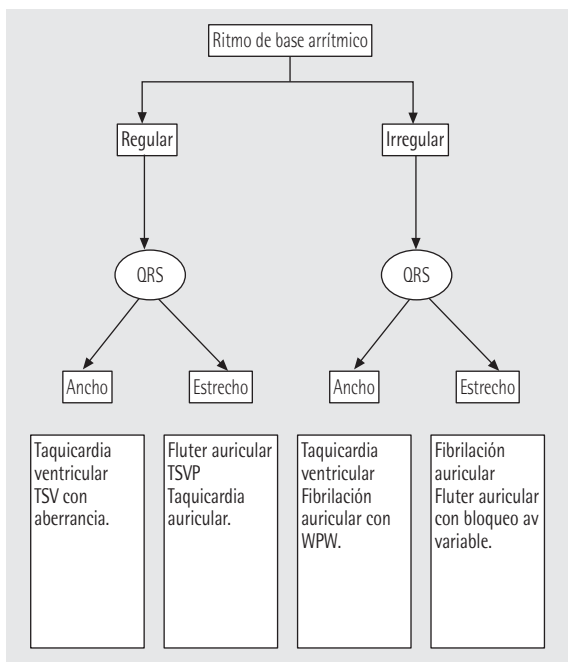 Ritmo de base arrítmico
Regular
Irregular
QRS
QRS
Ancho
Estrecho
Ancho
Estrecho
Taquicardia
ventricular
TSV con
aberrancia.
Fluter auricular
TSVP
Taquicardia
auricular.
Taquicardia
ventricular
Fibrilación
auricular con
WPW.
Fibrilación
auricular
Fluter auricular
con bloqueo av
variable.